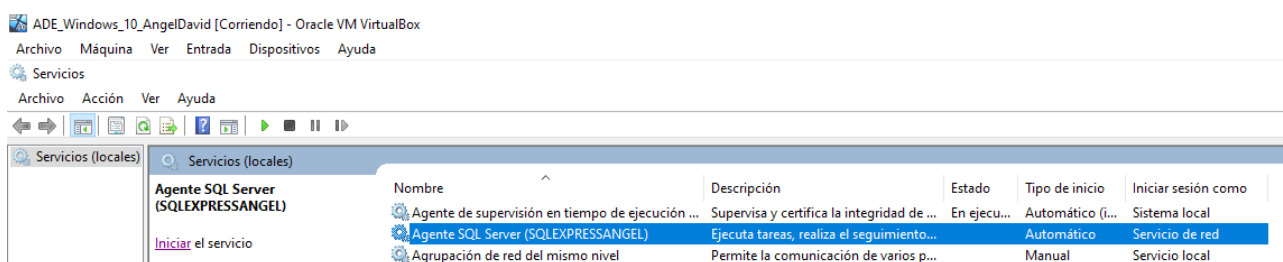 ADE_Windows_10_AngelDavid [Corriendo] - Oracle VM VirtualBox
Archivo Máquina Ver Entrada Dispositivos Ayuda
Servicios
Archivo Acción Ver Ayuda
Servicios (locales)
Servicios (locales)
Agente SQL Server
(SQLEXPRESSANGEL)
Iniciar el servicio
Nombre Descripción Estado Tipo de inicio Iniciar sesión como
Agente de supervisión en tiempo de ejecución ... Supervisa y certifica la integridad de ... En ejecu... Automático (i... Sistema local
Agente SQL Server (SQLEXPRESSANGEL) Ejecuta tareas, realiza el seguimiento... Automático Servicio de red
Agrupación de red del mismo nivel Permite la comunicación de varios p... Manual Servicio local